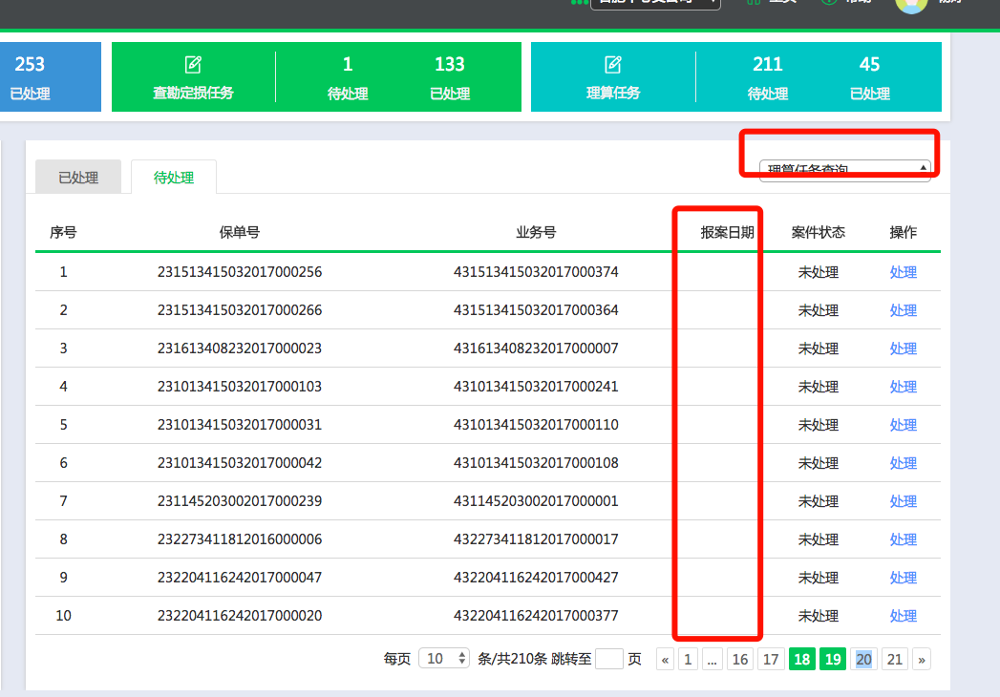 253
已处理
查勘定损任务
1
待处理
133
已处理
理算任务
211
待处理
45
已处理
已处理 待处理
理算任务查询
序号 保单号 业务号 报案日期 案件状态 操作
1 231513415032017000256 431513415032017000374 未处理 处理
2 231513415032017000266 431513415032017000364 未处理 处理
3 231613408232017000023 431613408232017000007 未处理 处理
4 231013415032017000103 431013415032017000241 未处理 处理
5 231013415032017000031 431013415032017000110 未处理 处理
6 231013415032017000042 431013415032017000108 未处理 处理
7 231145203002017000239 431145203002017000001 未处理 处理
8 232273411812016000006 432273411812017000017 未处理 处理
9 232204116242017000047 432204116242017000427 未处理 处理
10 232204116242017000020 432204116242017000377 未处理 处理
每页 10 条/共210条 跳转至 页 « 1 ... 16 17 18 19 20 21 »